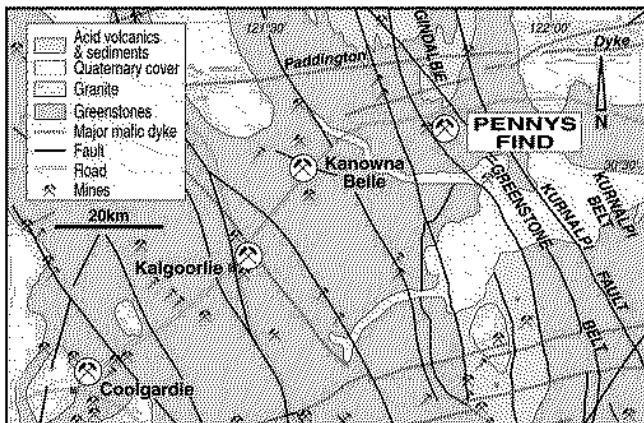 121°30'
122°00'
Acid volcanics
& sediments
Quaternary cover
Granite
Greenstones
Major mafic dyke
Fault
Road
Mines
20km
Paddington
GINDALBIE
Dyke
N
PENNYS
FIND
30°30'
Kanowna
Belle
GREENSTONE
BELT
KURNALPI
FAULT
KURNALPI
BELT
Kalgoorlie
Coolgardie